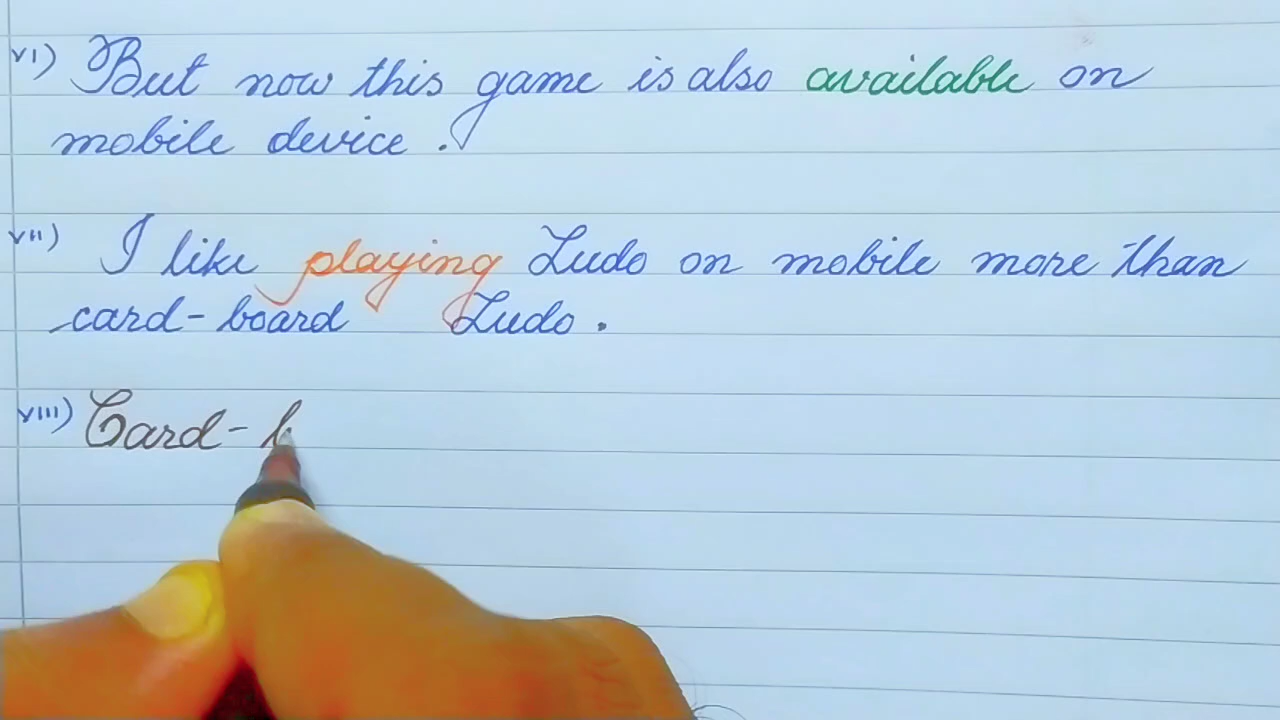 vi) But now this game is also available on
mobile device.
vii) I like playing Ludo on mobile more than
card-board Ludo.
viii) Card-b